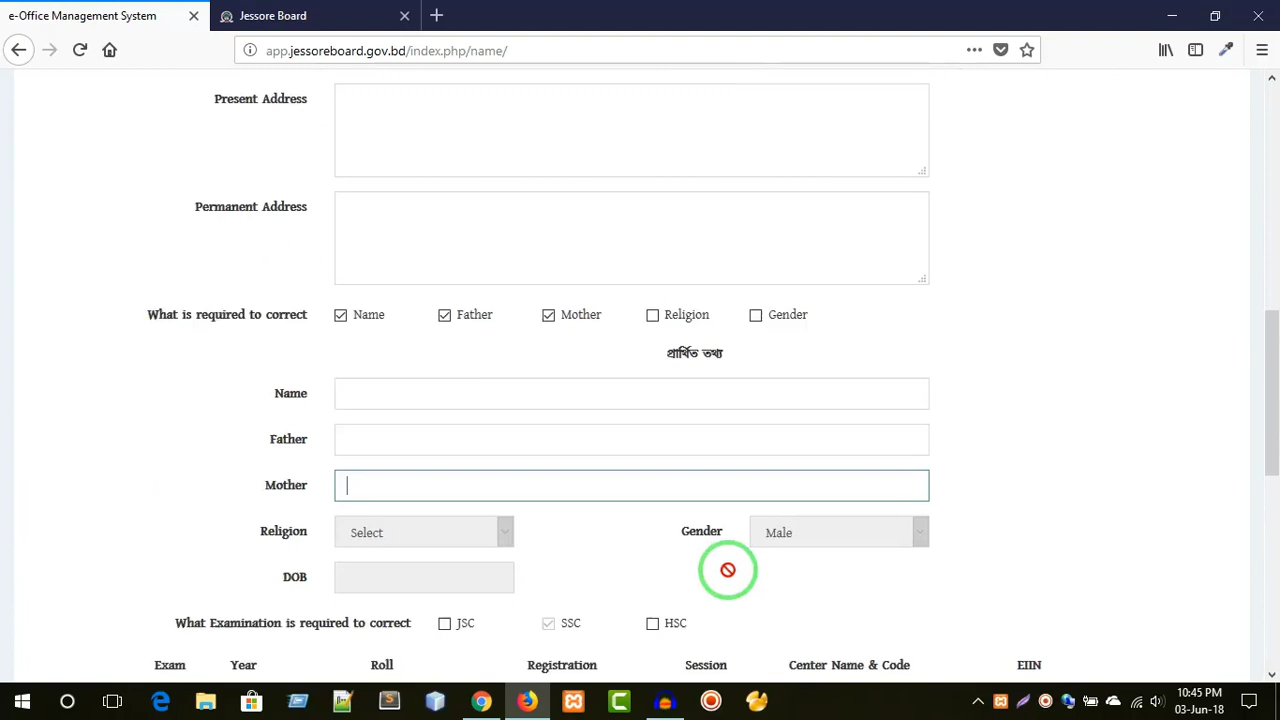 e-Office Management System
Jessore Board
app.jessoreboard.gov.bd/index.php/name/
Present Address
Permanent Address
What is required to correct Name Father Mother Religion Gender
প্রার্থিত তথ্য
Name
Father
Mother
Religion Select Gender Male
DOB
What Examination is required to correct JSC SSC HSC
Exam Year Roll Registration Session Center Name & Code EIIN
10:45 PM
03-Jun-18